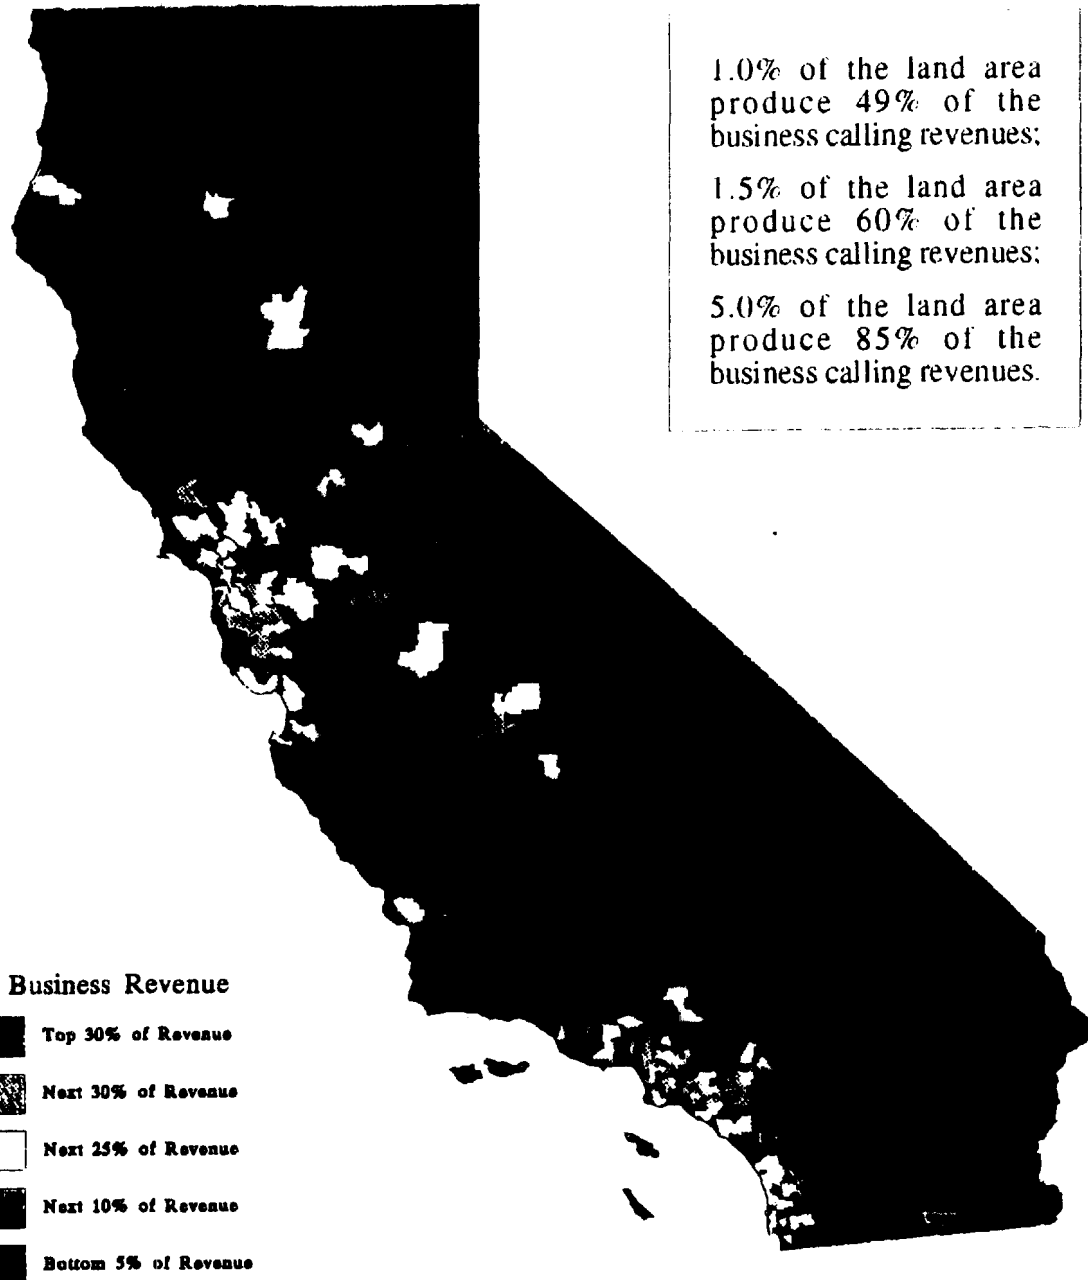 1.0% of the land area
produce 49% of the
business calling revenues;
1.5% of the land area
produce 60% of the
business calling revenues;
5.0% of the land area
produce 85% of the
business calling revenues.
Business Revenue
Top 30% of Revenue
Next 30% of Revenue
Next 25% of Revenue
Next 10% of Revenue
Bottom 5% of Revenue